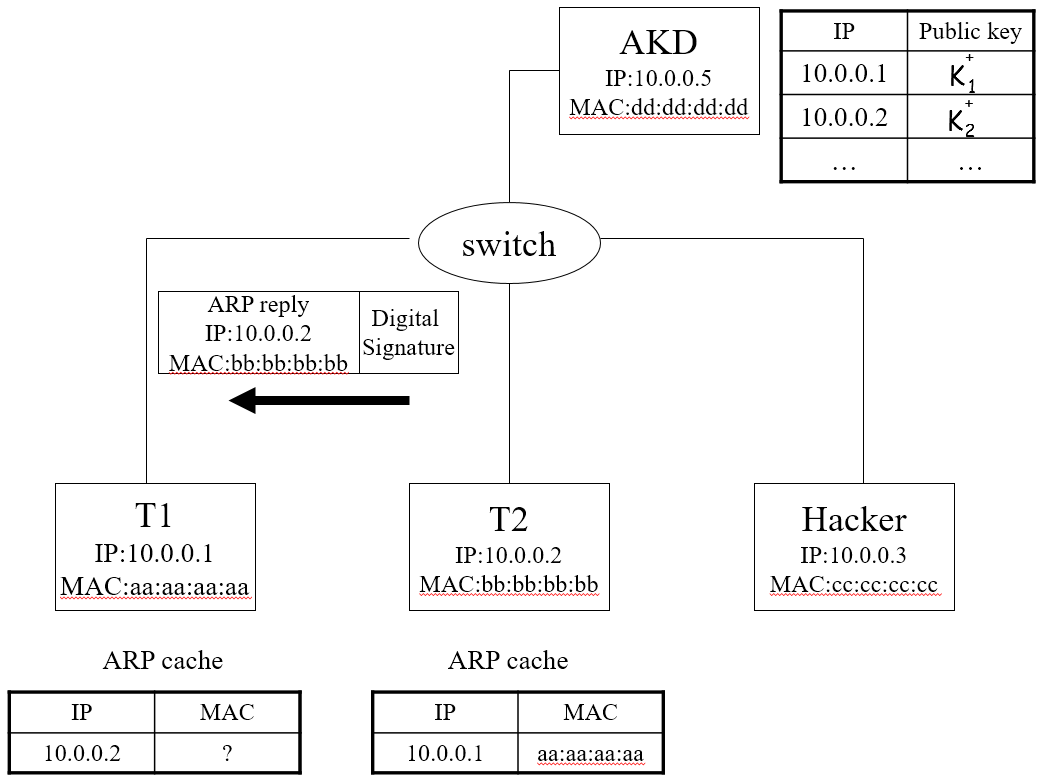 AKD
IP:10.0.0.5
MAC:dd:dd:dd:dd
IP Public key
10.0.0.1 K₁⁺
10.0.0.2 K₂⁺
… …
switch
ARP reply
IP:10.0.0.2
MAC:bb:bb:bb:bb
Digital
Signature
T1
IP:10.0.0.1
MAC:aa:aa:aa:aa
T2
IP:10.0.0.2
MAC:bb:bb:bb:bb
Hacker
IP:10.0.0.3
MAC:cc:cc:cc:cc
ARP cache
IP MAC
10.0.0.2 ?
ARP cache
IP MAC
10.0.0.1 aa:aa:aa:aa